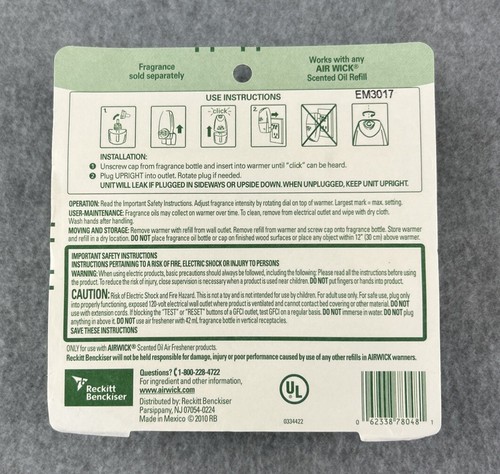 Fragrance
sold separately
Works with any
AIR WICK®
Scented Oil Refill
USE INSTRUCTIONS
EM3017
1.
"click"
2.
INSTALLATION:
1 Unscrew cap from fragrance bottle and insert into warmer until "click" can be heard.
2 Plug UPRIGHT into outlet. Rotate plug if needed.
UNIT WILL LEAK IF PLUGGED IN SIDEWAYS OR UPSIDE DOWN. WHEN UNPLUGGED, KEEP UNIT UPRIGHT.
OPERATION: Read the Important Safety Instructions. Adjust fragrance intensity by rotating dial on top of warmer. Largest mark = max. setting.
USER-MAINTENANCE: Fragrance oils may collect on warmer over time. To clean, remove from electrical outlet and wipe with dry cloth.
Wash hands after handling.
MOVING AND STORAGE: Remove warmer with refill from wall outlet. Remove refill from warmer and screw cap onto fragrance bottle. Store warmer
and refill in a dry location. DO NOT place fragrance oil bottle or cap on finished wood surfaces or place any object within 12" (30 cm) above warmer.
IMPORTANT SAFETY INSTRUCTIONS
INSTRUCTIONS PERTAINING TO A RISK OF FIRE, ELECTRIC SHOCK OR INJURY TO PERSONS
WARNING: When using electric products, basic precautions should always be followed, including the following: Please read all the instructions before using
the product. To reduce the risk of injury, close supervision is necessary when a product is used near children. DO NOT put fingers or hands into product.
CAUTION: Risk of Electric Shock and Fire Hazard. This is not a toy and is not intended for use by children. For adult use only. For safe use, plug only
into properly functioning, exposed 120-volt electrical wall outlet where product is ventilated and cannot contact bed covering or other material. DO NOT
use with extension cords. If blocking the "TEST" or "RESET" buttons of a GFCI outlet, test GFCI on a regular basis. DO NOT immerse in water. DO NOT plug
anything in above it. DO NOT use air freshener with 42 mL fragrance bottle in vertical receptacles.
SAVE THESE INSTRUCTIONS
ONLY for use with AIRWICK® Scented Oil Air Freshener products.
Reckitt Benckiser will not be held responsible for damage, injury or poor performance caused by use of any other refills in AIRWICK warmers.
Reckitt
Benckiser
Questions? 1-800-228-4722
For ingredient and other information,
www.airwick.com
Distributed by: Reckitt Benckiser
Parsippany, NJ 07054-0224
Made in Mexico © 2010 RB
UL
0334422
0 62338 78048 1